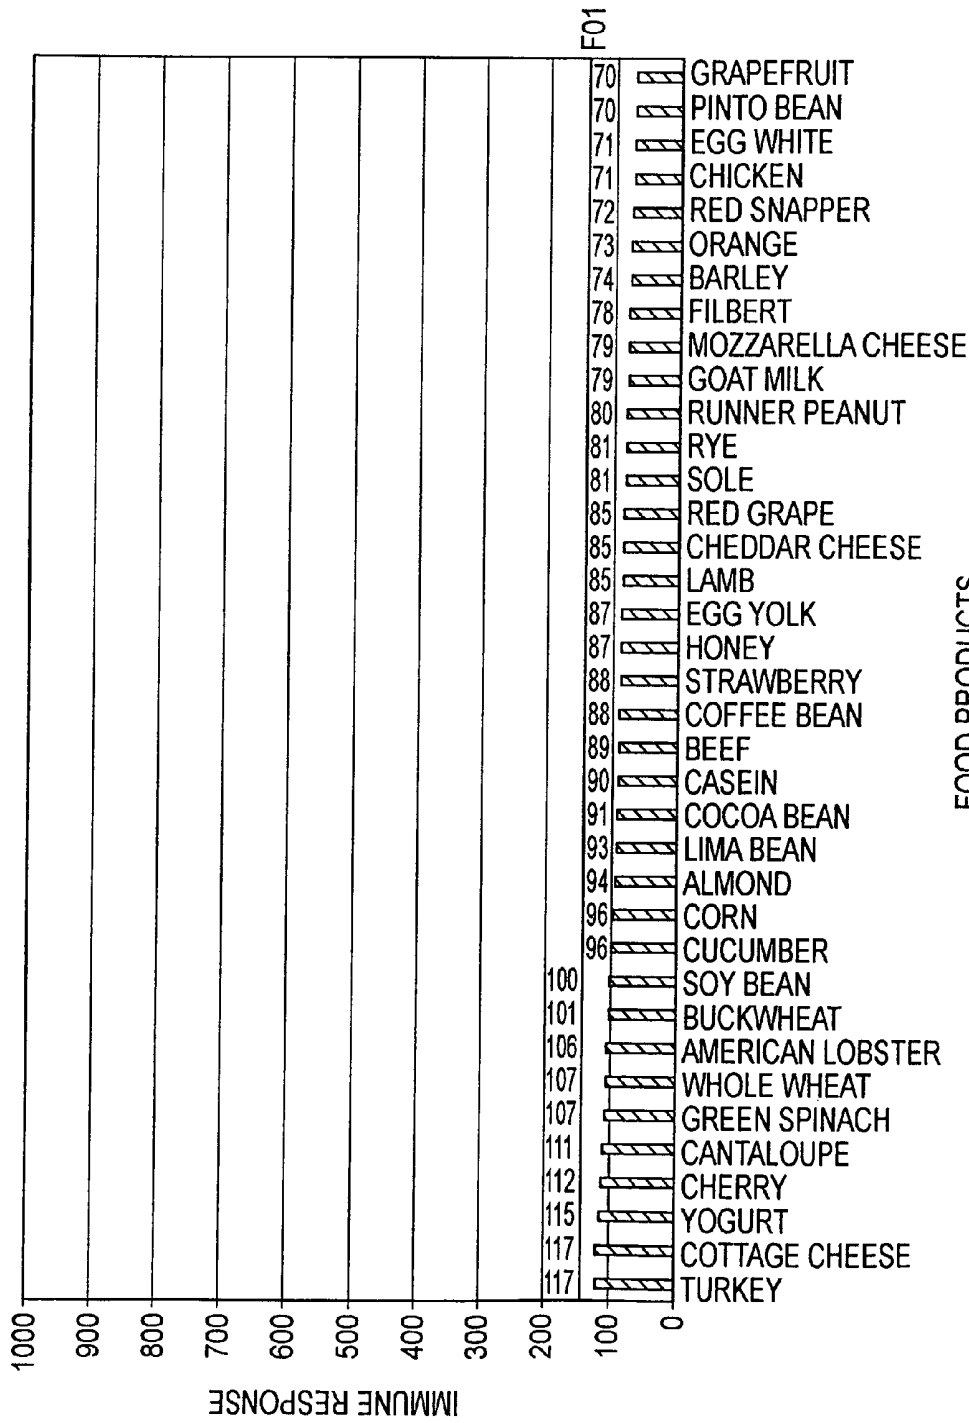 F01
70 GRAPEFRUIT
70 PINTO BEAN
71 EGG WHITE
71 CHICKEN
72 RED SNAPPER
73 ORANGE
74 BARLEY
78 FILBERT
79 MOZZARELLA CHEESE
79 GOAT MILK
80 RUNNER PEANUT
81 RYE
81 SOLE
85 RED GRAPE
85 CHEDDAR CHEESE
85 LAMB
87 EGG YOLK
87 HONEY
88 STRAWBERRY
88 COFFEE BEAN
89 BEEF
90 CASEIN
91 COCOA BEAN
93 LIMA BEAN
94 ALMOND
96 CORN
96 CUCUMBER
100 SOY BEAN
101 BUCKWHEAT
106 AMERICAN LOBSTER
107 WHOLE WHEAT
107 GREEN SPINACH
111 CANTALOUPE
112 CHERRY
115 YOGURT
117 COTTAGE CHEESE
117 TURKEY
1000
900
800
700
600
500
400
300
200
100
0
IMMUNE RESPONSE
FOOD PRODUCTS